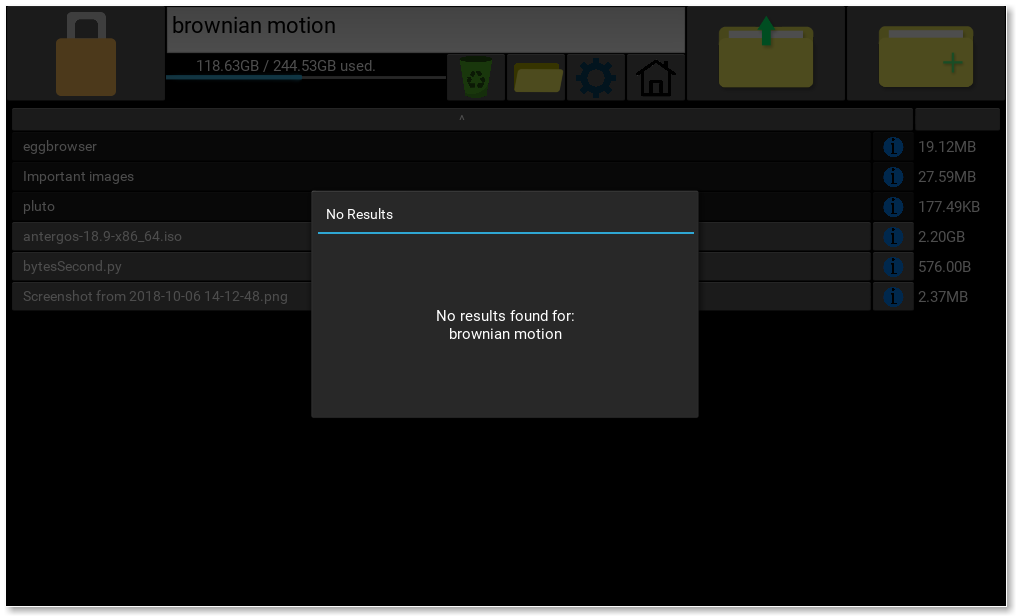 brownian motion
118.63GB / 244.53GB used.
^
eggbrowser
19.12MB
Important images
27.59MB
pluto
177.49KB
antergos-18.9-x86_64.iso
2.20GB
bytesSecond.py
576.00B
Screenshot from 2018-10-06 14-12-48.png
2.37MB
No Results
No results found for:
brownian motion